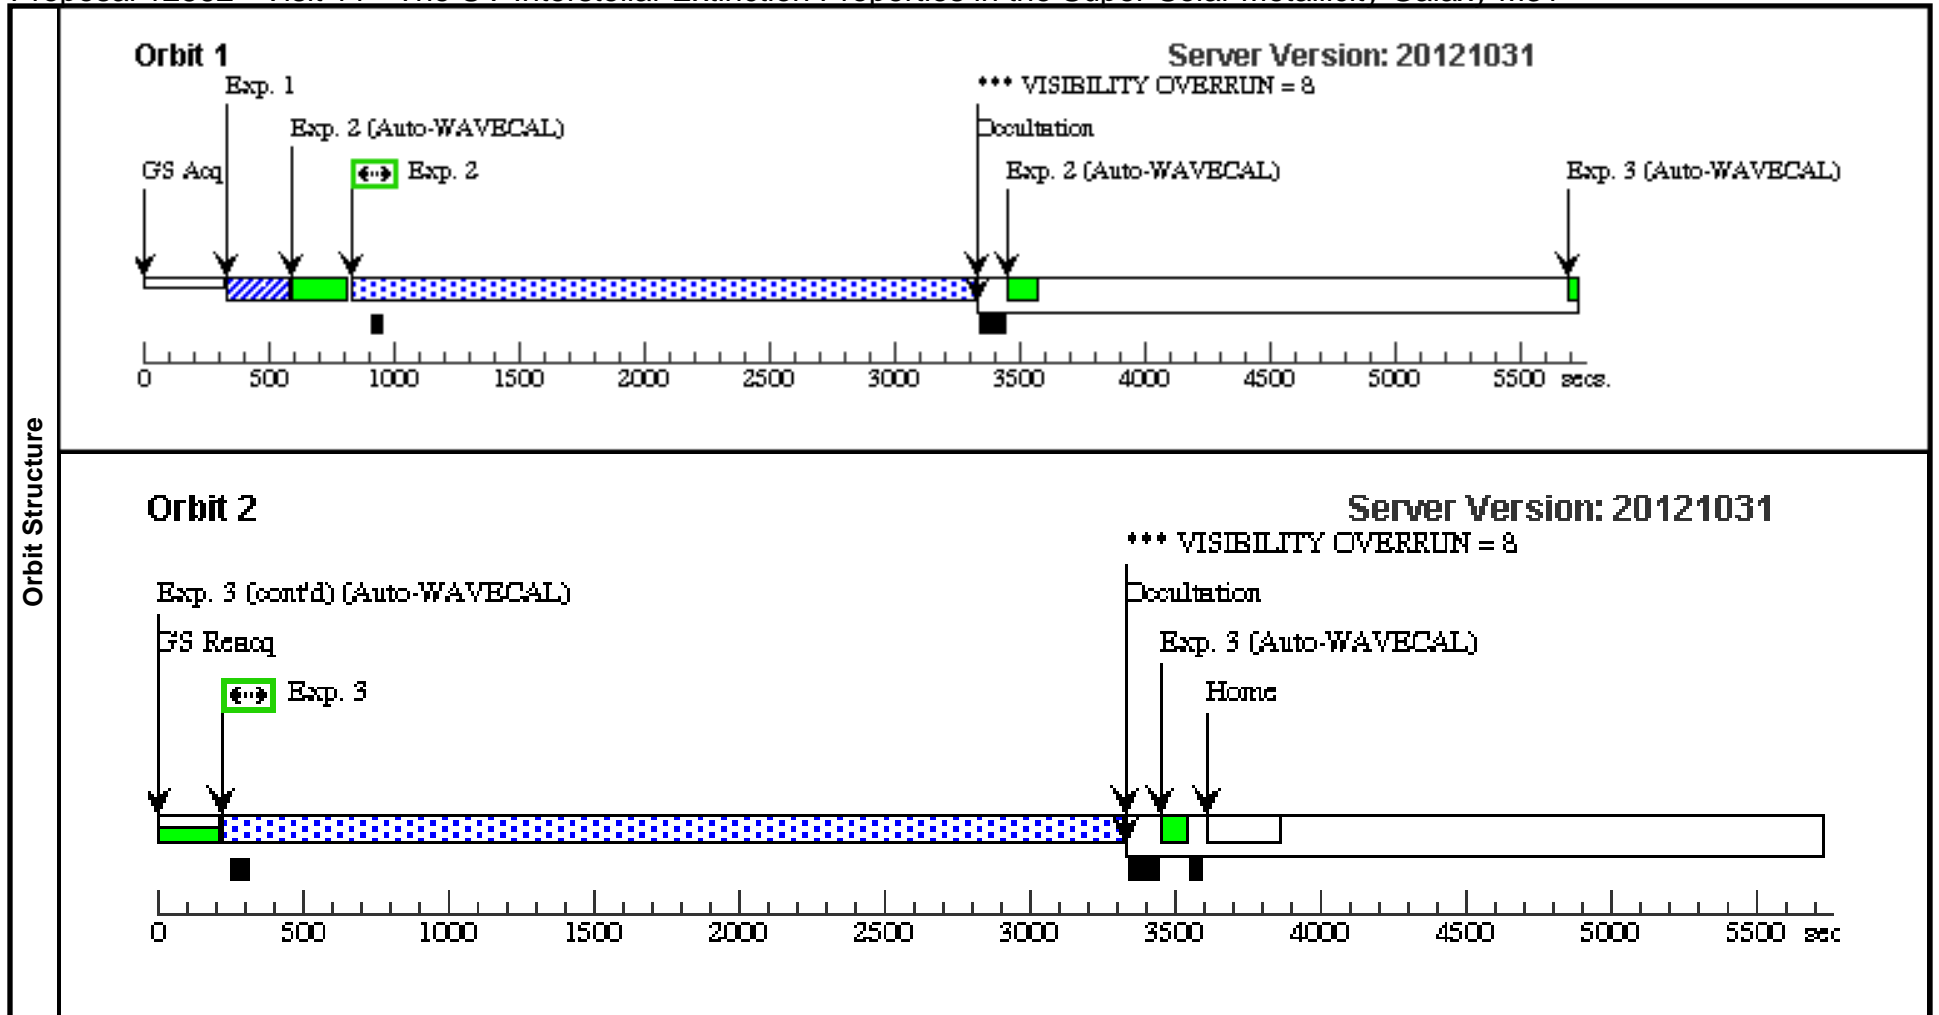 Orbit Structure
Orbit 1
Server Version: 20121031
Exp. 1
*** VISIBILITY OVERRUN = 8
Exp. 2 (Auto-WAVECAL)
Occultation
GS Acq
Exp. 2
Exp. 2 (Auto-WAVECAL)
Exp. 3 (Auto-WAVECAL)
0 500 1000 1500 2000 2500 3000 3500 4000 4500 5000 5500 secs.
Orbit 2
Server Version: 20121031
*** VISIBILITY OVERRUN = 8
Exp. 3 (cont'd) (Auto-WAVECAL)
Occultation
GS Reacq
Exp. 3 (Auto-WAVECAL)
Exp. 3
Home
0 500 1000 1500 2000 2500 3000 3500 4000 4500 5000 5500 sec